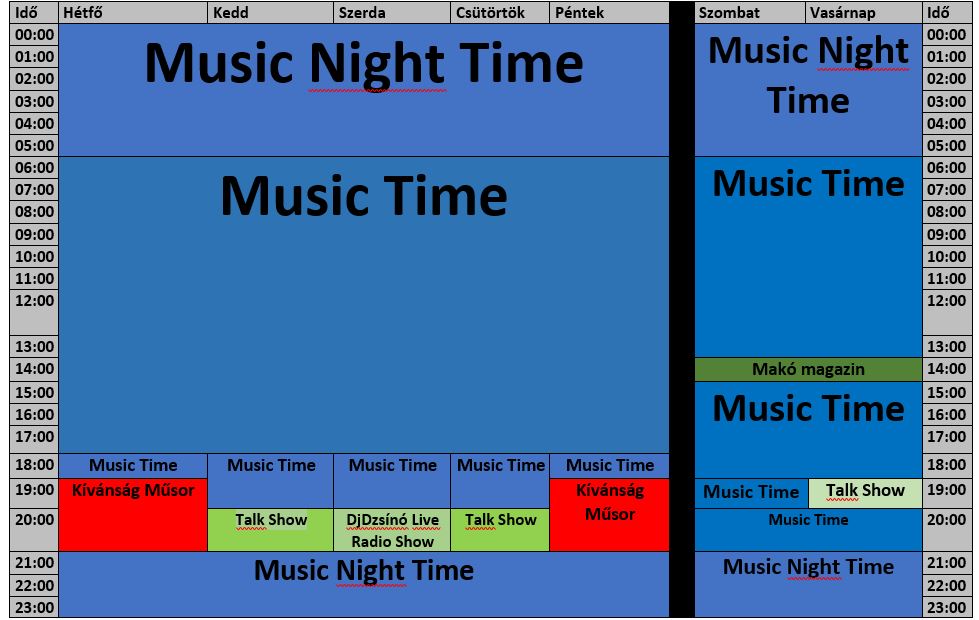 Idő Hétfő Kedd Szerda Csütörtök Péntek Szombat Vasárnap Idő
00:00 Music Night Time Music Night 00:00
01:00 01:00
02:00 Time 02:00
03:00 03:00
04:00 04:00
05:00 05:00
06:00 Music Time Music Time 06:00
07:00 07:00
08:00 08:00
09:00 09:00
10:00 10:00
11:00 11:00
12:00 12:00
13:00 13:00
14:00 Makó magazin 14:00
15:00 Music Time 15:00
16:00 16:00
17:00 17:00
18:00 Music Time Music Time Music Time Music Time Music Time 18:00
19:00 Kívánság Műsor Kívánság Music Time Talk Show 19:00
Műsor
20:00 Talk Show DjDzsínó Live Talk Show Music Time 20:00
Radio Show
21:00 Music Night Time Music Night Time 21:00
22:00 22:00
23:00 23:00